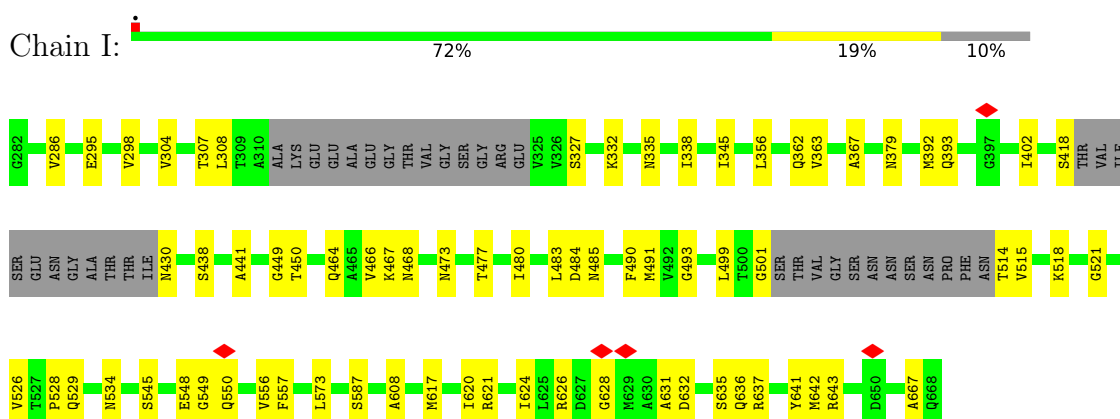 Chain I:
72% 19% 10%
G282 V286 E295 V298 V304 T307 L308 T309 A310 ALA LYS GLU GLU ALA GLU GLY THR VAL GLY SER GLY ARG GLU V325 V326 S327 K332 N335 I338 I345 L356 Q362 V363 A367 N379 M392 Q393 G397 I402 S418 THR VAL ILE
SER GLU ASN GLY ALA THR THR ILE N430 S438 A441 G449 T450 Q464 A465 V466 K467 N468 N473 T477 I480 L483 D484 N485 F490 M491 V492 G493 L499 T500 G501 SER THR VAL GLY SER ASN ASN SER ASN PRO PHE ASN T514 V515 K518 G521
V526 T527 P528 Q529 N534 S545 E548 G549 Q550 V556 F557 L573 S587 A608 M617 I620 R621 I624 L625 R626 D627 G628 M629 A630 A631 D632 S635 Q636 R637 Y641 M642 R643 D650 A667 Q668